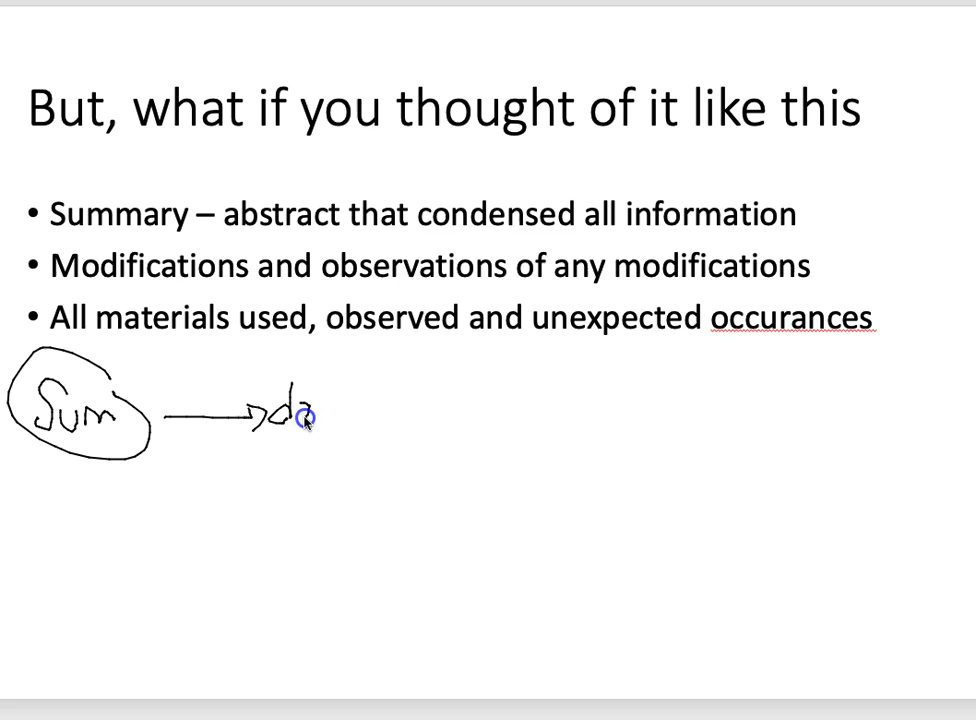 But, what if you thought of it like this
• Summary – abstract that condensed all information
• Modifications and observations of any modifications
• All materials used, observed and unexpected occurances
Sum → da